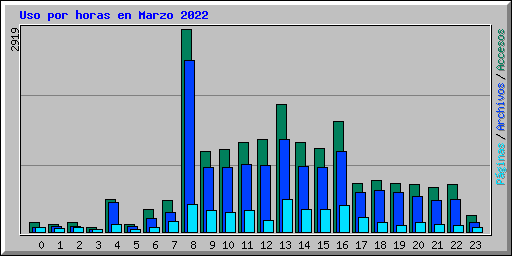 Uso por horas en Marzo 2022
2919
Páginas / Archivos / Accesos
0 1 2 3 4 5 6 7 8 9 10 11 12 13 14 15 16 17 18 19 20 21 22 23